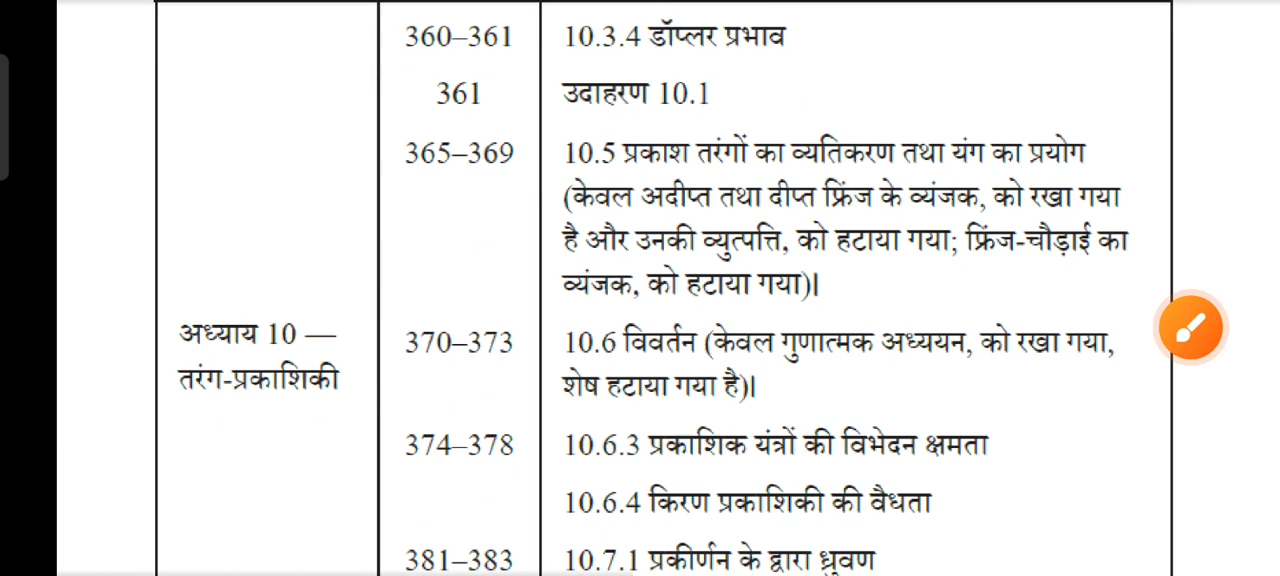 360–361 10.3.4 डॉप्लर प्रभाव
361 उदाहरण 10.1
365–369 10.5 प्रकाश तरंगों का व्यतिकरण तथा यंग का प्रयोग
(केवल अदीप्त तथा दीप्त फ्रिंज के व्यंजक, को रखा गया
है और उनकी व्युत्पत्ति, को हटाया गया; फ्रिंज-चौड़ाई का
व्यंजक, को हटाया गया)।
अध्याय 10 —
तरंग-प्रकाशिकी
370–373 10.6 विवर्तन (केवल गुणात्मक अध्ययन, को रखा गया,
शेष हटाया गया है)।
374–378 10.6.3 प्रकाशिक यंत्रों की विभेदन क्षमता
10.6.4 किरण प्रकाशिकी की वैधता
381–383 10.7.1 प्रकीर्णन के द्वारा ध्रुवण